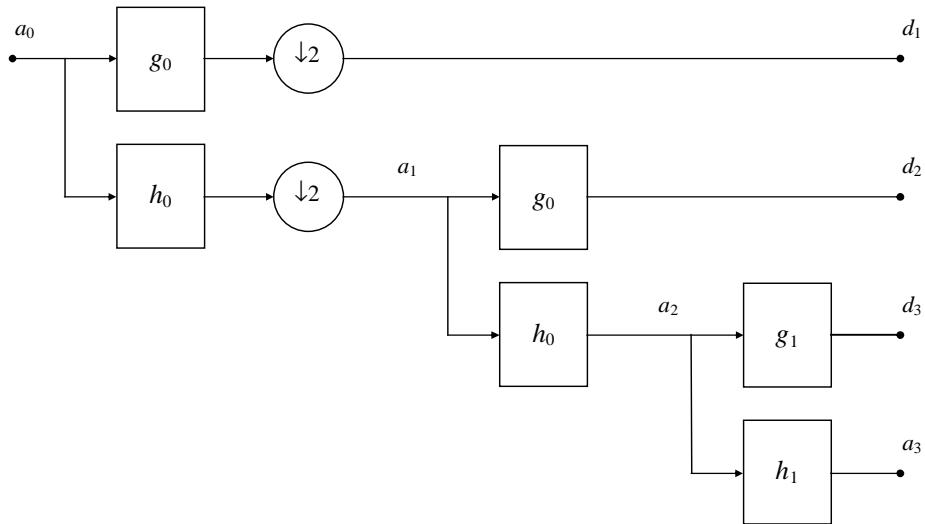 a₀ d₁
g₀ ↓2
a₁ d₂
h₀ ↓2 g₀
a₂ d₃
h₀ g₁
a₃
h₁